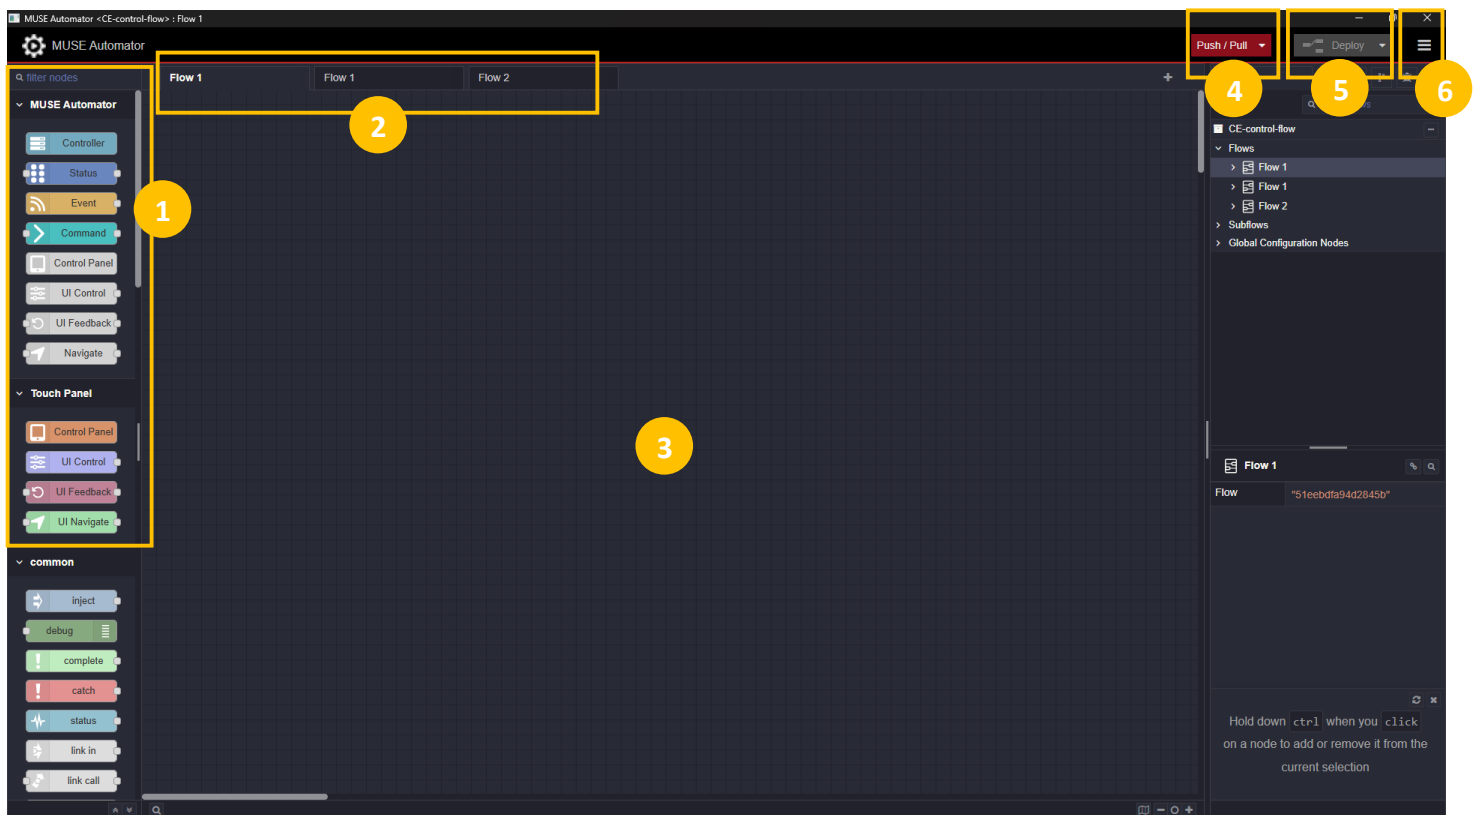 MUSE Automator <CE-control-flow> : Flow 1
MUSE Automator
Push / Pull
Deploy
4
5
6
filter nodes
Flow 1
Flow 1
Flow 2
2
MUSE Automator
Controller
Status
Event
Command
Control Panel
UI Control
UI Feedback
Navigate
1
Touch Panel
Control Panel
UI Control
UI Feedback
UI Navigate
common
inject
debug
complete
catch
status
link in
link call
3
CE-control-flow
Flows
Flow 1
Flow 1
Flow 2
Subflows
Global Configuration Nodes
Flow 1
Flow "51eebdfa94d2845b"
Hold down ctrl when you click
on a node to add or remove it from the
current selection